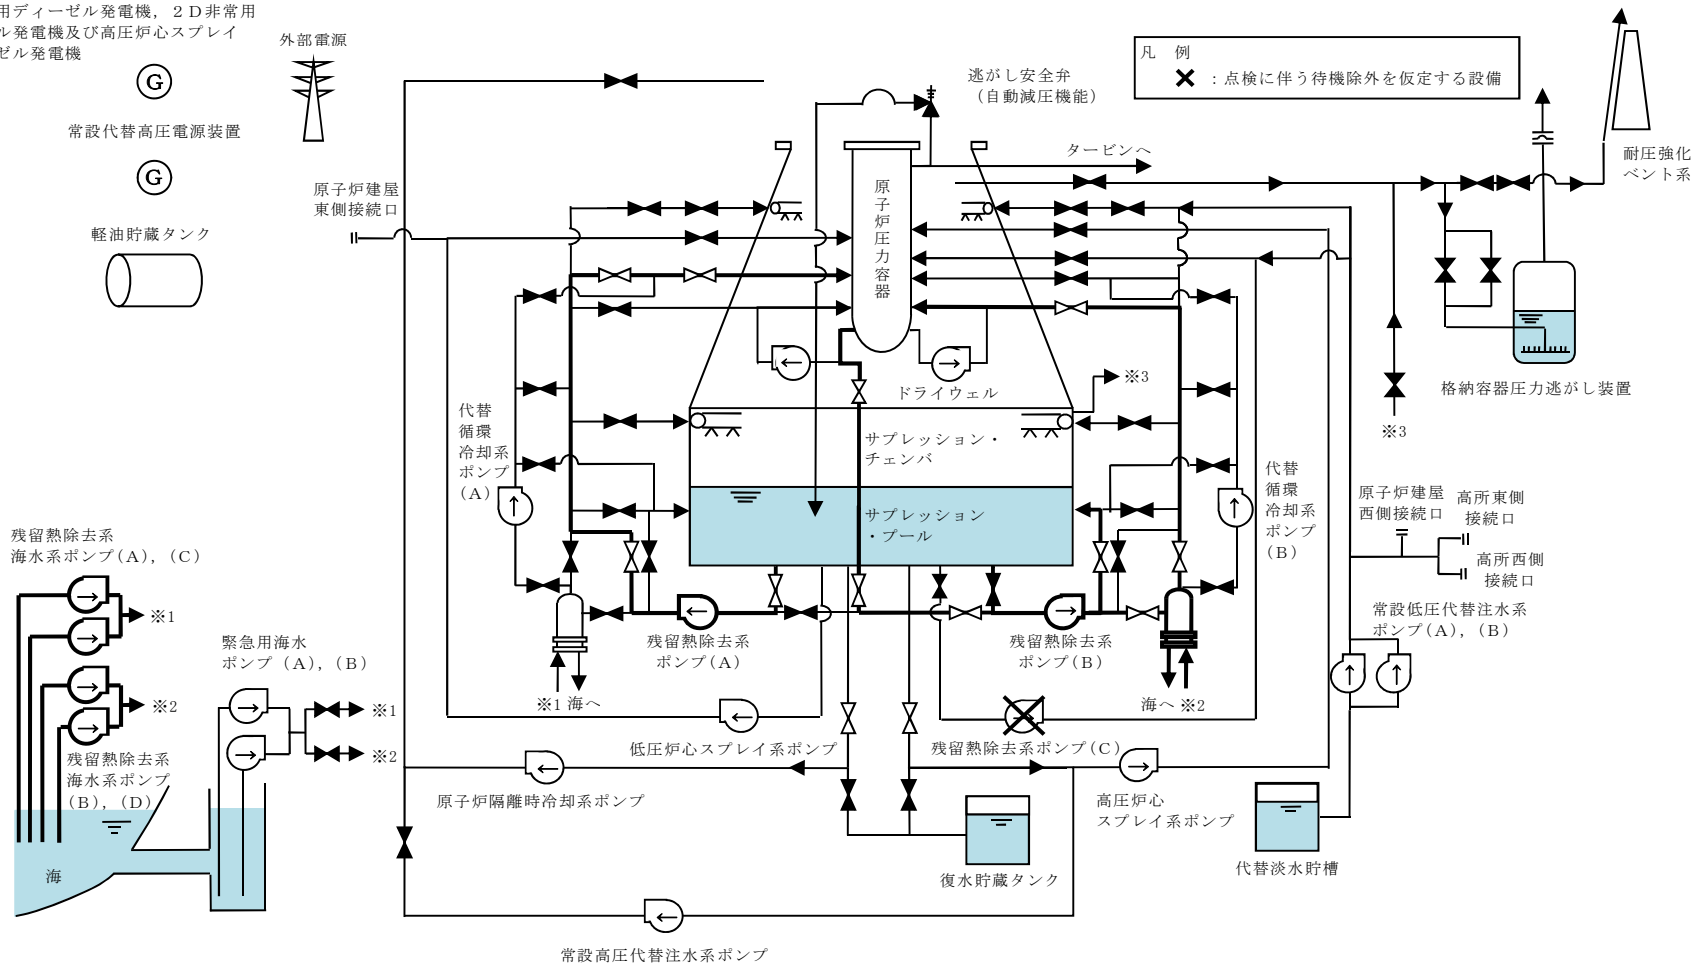 用ディーゼル発電機，２Ｄ非常用
ル発電機及び高圧炉心スプレイ
ゼル発電機
G
常設代替高圧電源装置
G
軽油貯蔵タンク
外部電源
原子炉建屋
東側接続口
逃がし安全弁
（自動減圧機能）
凡　例
：点検に伴う待機除外を仮定する設備
タービンへ
耐圧強化
ベント系
原子炉圧力容器
ドライウェル
※3
※3
格納容器圧力逃がし装置
サプレッション・
チェンバ
サプレッション
・プール
代替
循環
冷却系
ポンプ
（A）
代替
循環
冷却系
ポンプ
（B）
原子炉建屋
西側接続口
高所東側
接続口
高所西側
接続口
常設低圧代替注水系
ポンプ(A)，(B)
残留熱除去系
海水系ポンプ(A)，(C)
※1
※2
残留熱除去系
海水系ポンプ
(B)，(D)
緊急用海水
ポンプ（A），(B)
※1
※2
海
残留熱除去系
ポンプ(A)
残留熱除去系
ポンプ(B)
※1 海へ
海へ ※2
低圧炉心スプレイ系ポンプ
残留熱除去系ポンプ(C)
原子炉隔離時冷却系ポンプ
高圧炉心
スプレイ系ポンプ
復水貯蔵タンク
代替淡水貯槽
常設高圧代替注水系ポンプ